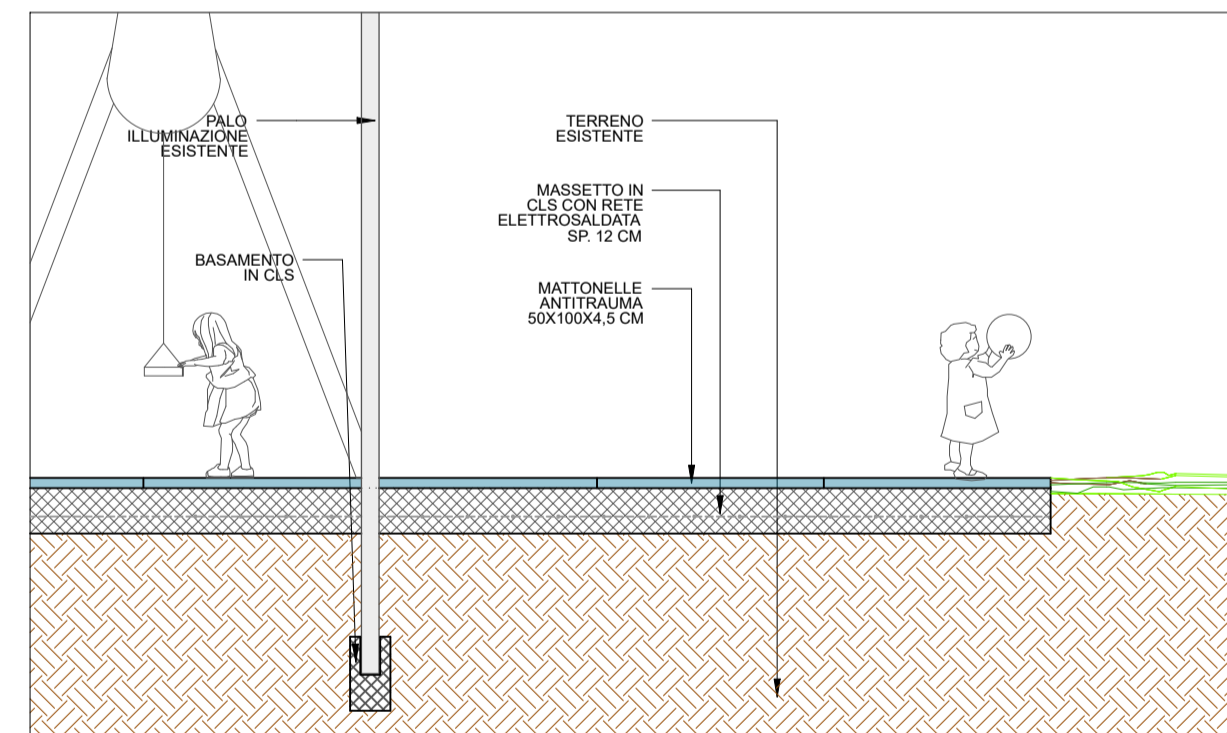 PALO
ILLUMINAZIONE
ESISTENTE
TERRENO
ESISTENTE
MASSETTO IN
CLS CON RETE
ELETTROSALDATA
SP. 12 CM
BASAMENTO
IN CLS
MATTONELLE
ANTITRAUMA
50X100X4,5 CM